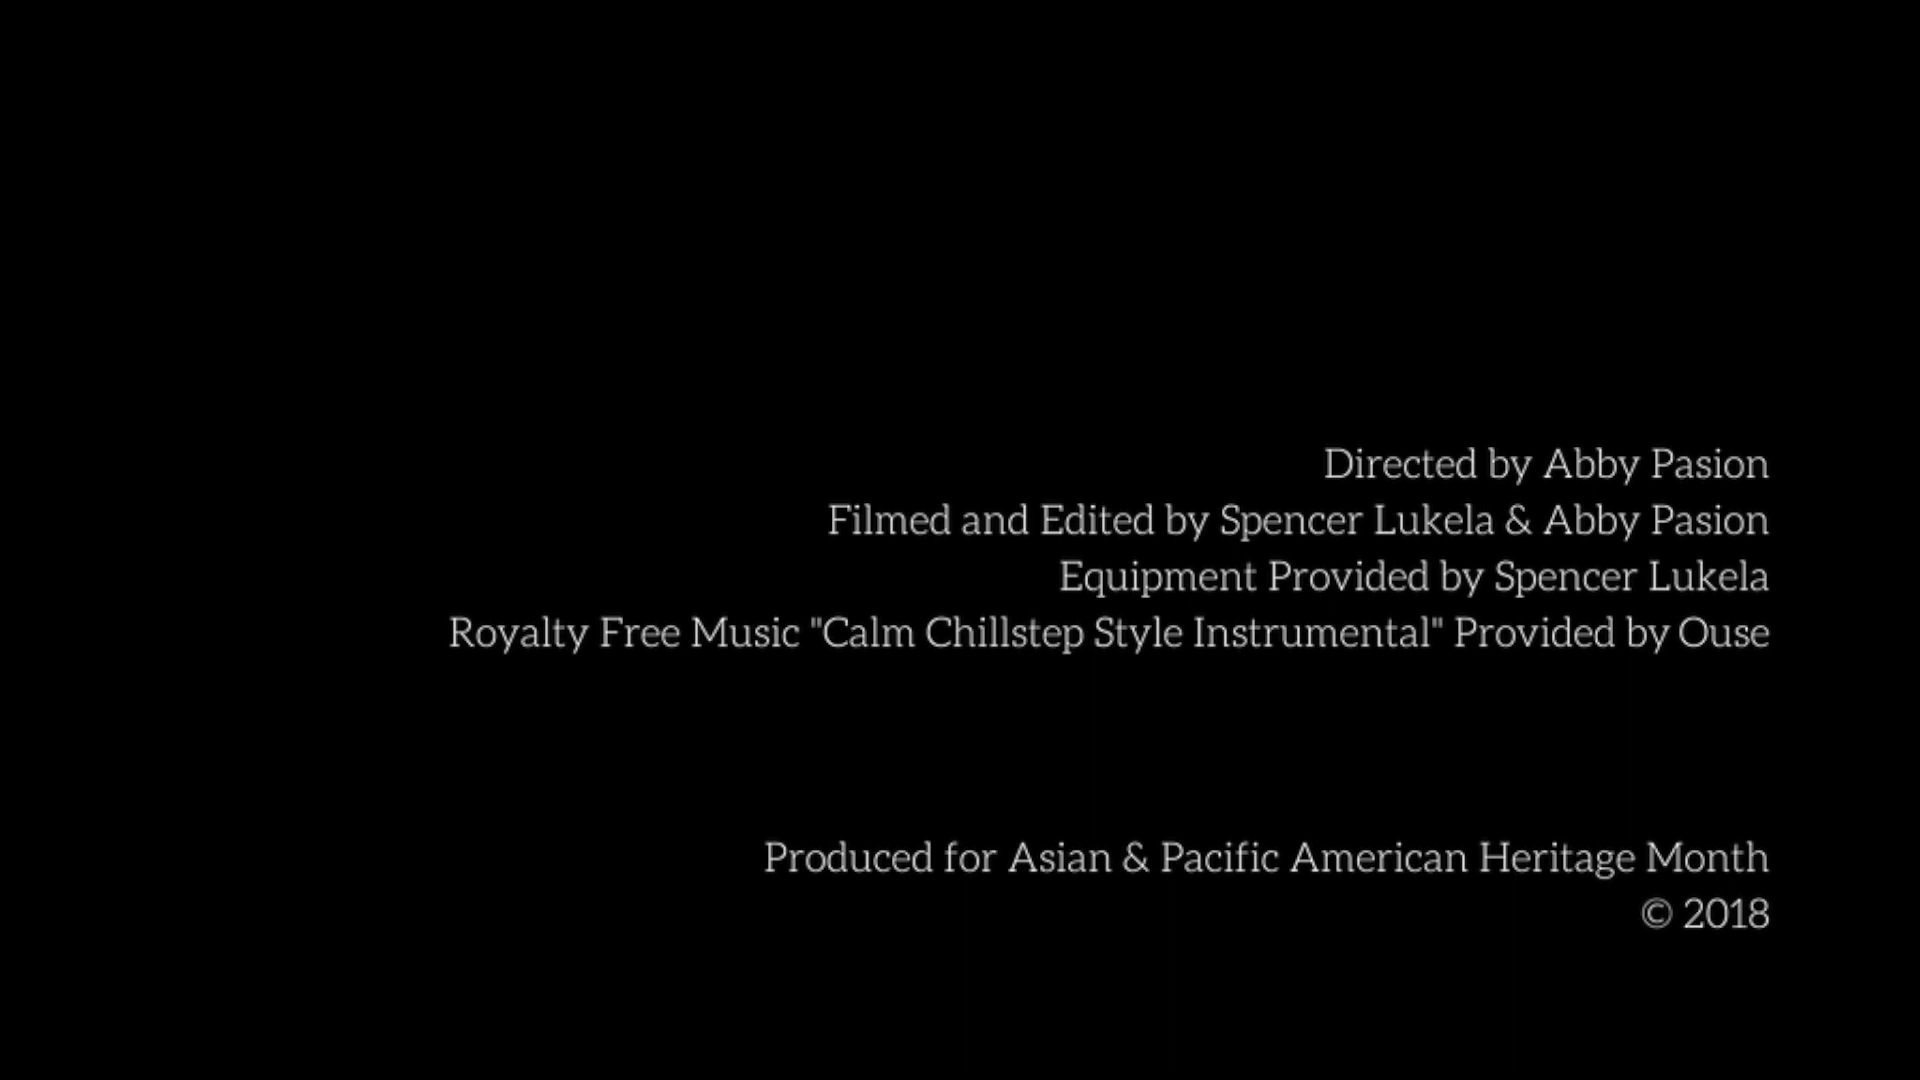 Directed by Abby Pasion
Filmed and Edited by Spencer Lukela & Abby Pasion
Equipment Provided by Spencer Lukela
Royalty Free Music "Calm Chillstep Style Instrumental" Provided by Ouse
Produced for Asian & Pacific American Heritage Month
© 2018